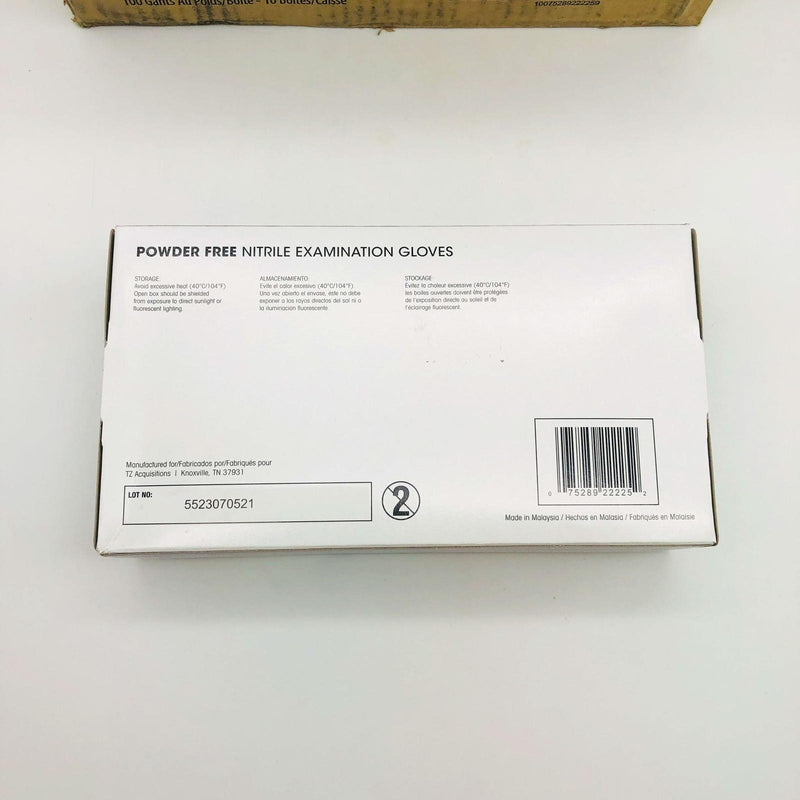 100 Gants Au Poids/Boîte - 10 Boîtes/Caisse
10075289222259
POWDER FREE NITRILE EXAMINATION GLOVES
STORAGE:
Avoid excessive heat (40°C/104°F)
Open box should be shielded
from exposure to direct sunlight or
fluorescent lighting.
ALMACENAMIENTO:
Evite el calor excesivo (40°C/104°F)
Una vez abierto el envase, éste no debe
exponer a los rayos directos del sol ni a
la iluminación fluorescente.
STOCKAGE:
Évitez la chaleur excessive (40°C/104°F)
les boîtes ouvertes doivent être protégées
de l'exposition directe au soleil et de
l'éclairage fluorescent.
Manufactured for/Fabricados por/Fabriqués pour
TZ Acquisitions | Knoxville, TN 37931
LOT NO:
5523070521
2
0 75289 22225 2
Made in Malaysia / Hechos en Malasia / Fabriqués en Malaisie